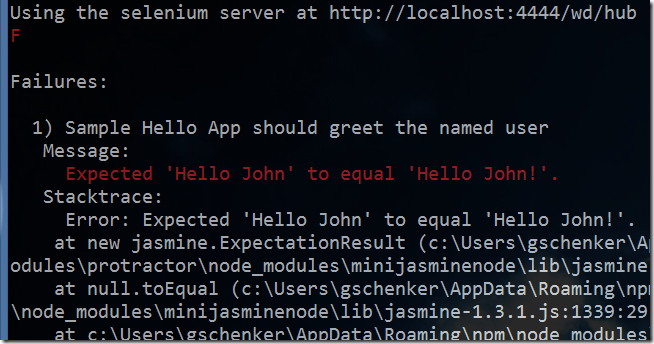 Using the selenium server at http://localhost:4444/wd/hub
F
Failures:
1) Sample Hello App should greet the named user
Message:
Expected 'Hello John' to equal 'Hello John!'.
Stacktrace:
Error: Expected 'Hello John' to equal 'Hello John!'.
at new jasmine.ExpectationResult (c:\Users\gschenker\A
odules\protractor\node_modules\minijasminenode\lib\jasmine
at null.toEqual (c:\Users\gschenker\AppData\Roaming\npm
\node_modules\minijasminenode\lib\jasmine-1.3.1.js:1339:29
at c:\Users\gschenker\AppData\Roaming\npm\node_modules